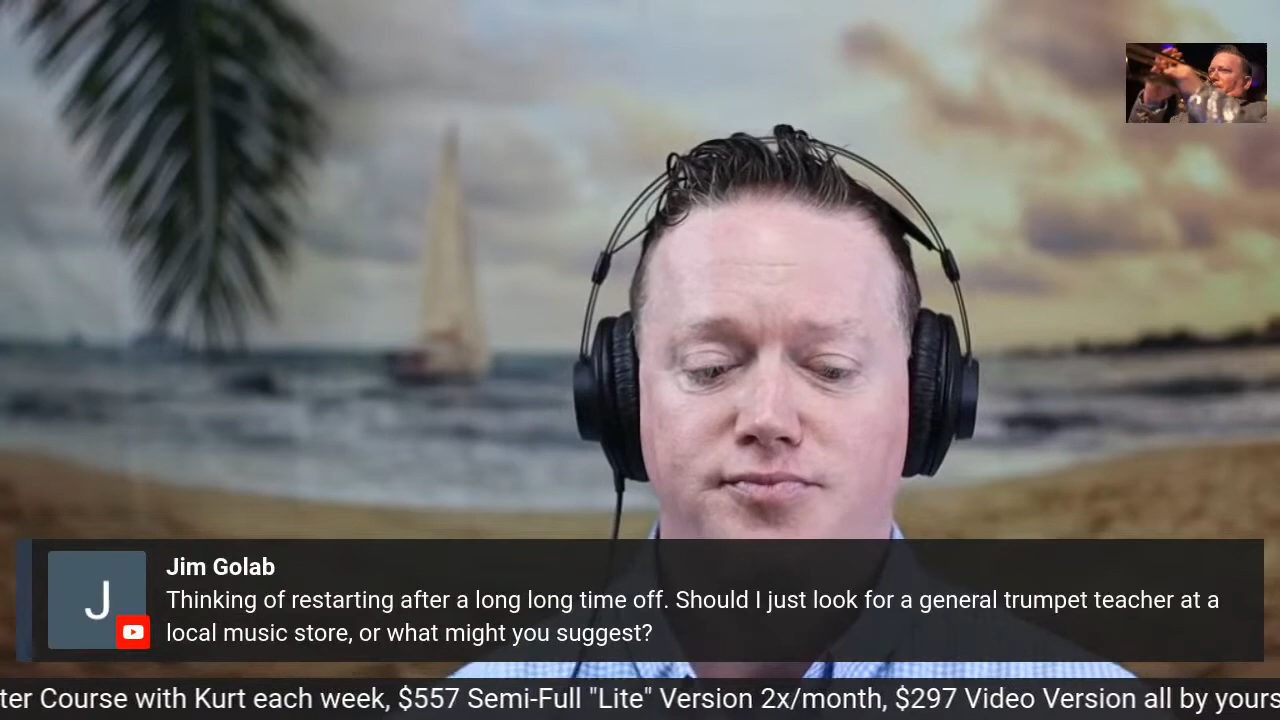 J
Jim Golab
Thinking of restarting after a long long time off. Should I just look for a general trumpet teacher at a
local music store, or what might you suggest?
ter Course with Kurt each week, $557 Semi-Full "Lite" Version 2x/month, $297 Video Version all by yours